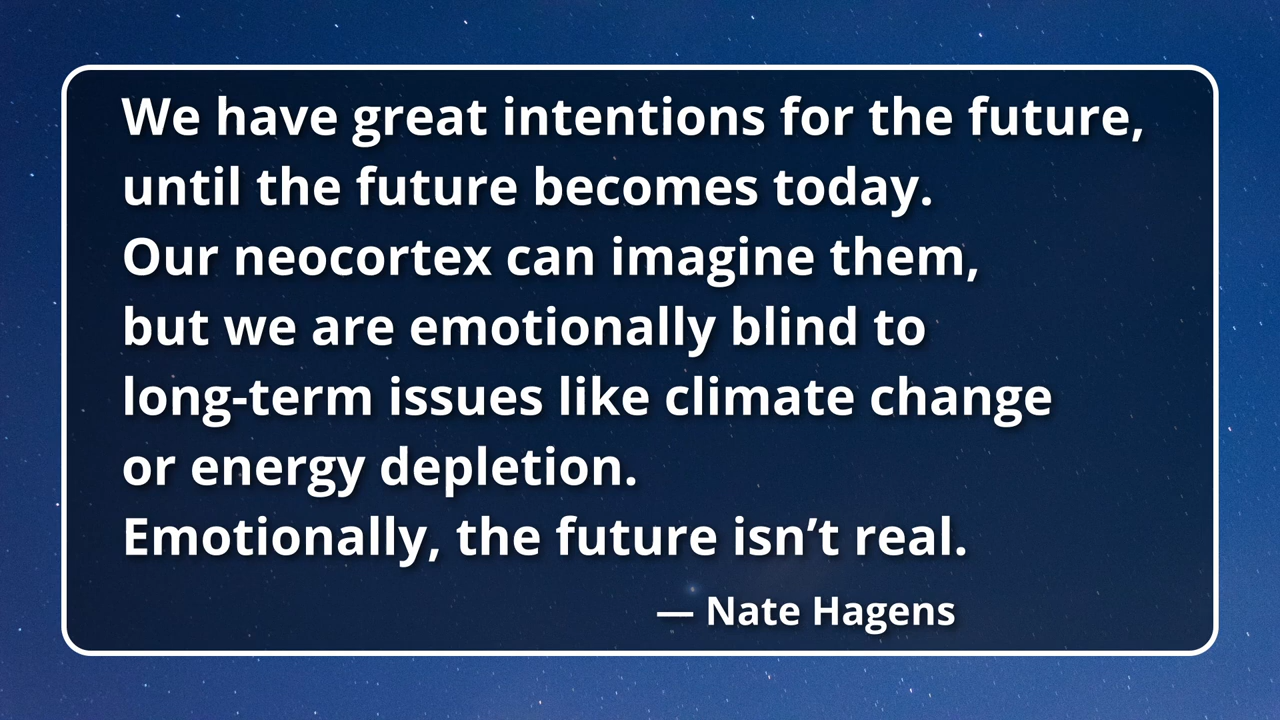 We have great intentions for the future,
until the future becomes today.
Our neocortex can imagine them,
but we are emotionally blind to
long-term issues like climate change
or energy depletion.
Emotionally, the future isn’t real.
— Nate Hagens